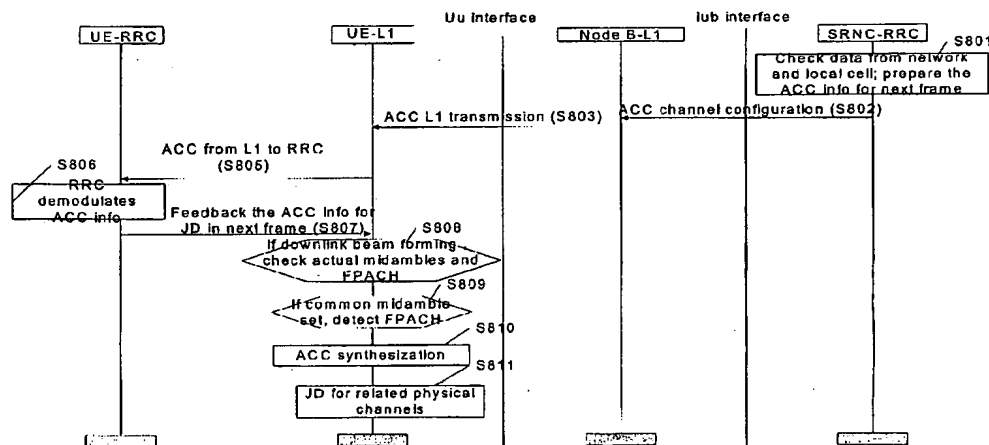 Uu interface
Iub interface
UE-RRC
UE-L1
Node B-L1
SRNC-RRC
S801
Check data from network
and local cell; prepare the
ACC info for next frame
ACC channel configuration (S802)
ACC L1 transmission (S803)
ACC from L1 to RRC
(S805)
S806
RRC
demodulates
ACC info
Feedback the ACC info for
JD in next frame (S807)
S808
If downlink beam forming,
check actual midambles and
FPACH
S809
If common midamble
set, detect FPACH
S810
ACC synthesization
S811
JD for related physical
channels